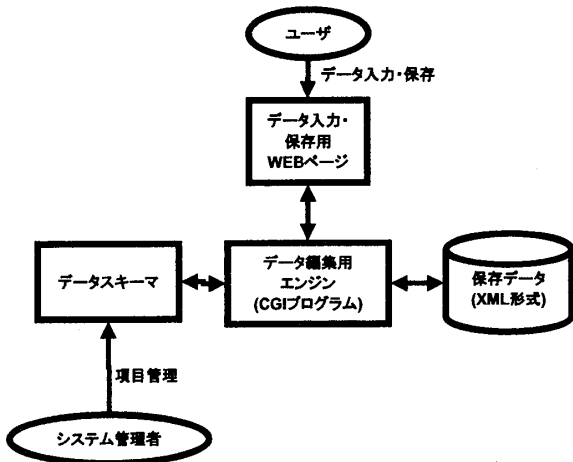 ユーザ
データ入力・保存
データ入力・
保存用
WEBページ
データスキーマ
データ編集用
エンジン
(CGIプログラム)
保存データ
(XML形式)
項目管理
システム管理者